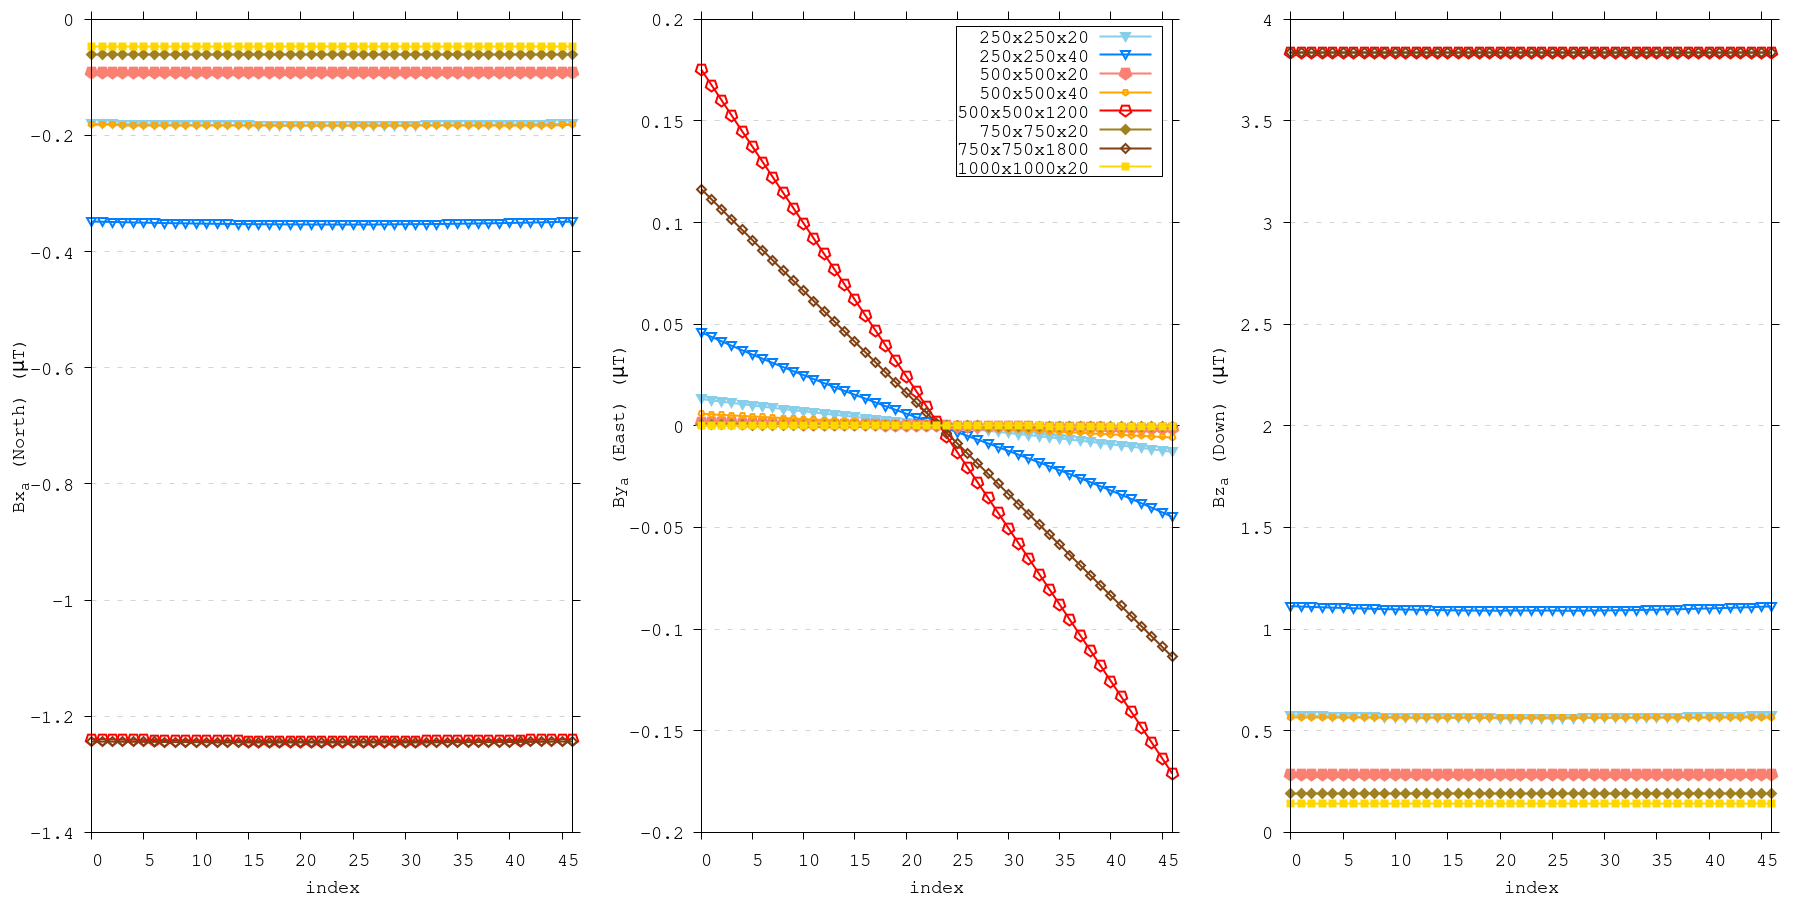 0
-0.2
-0.4
-0.6
-0.8
-1
-1.2
-1.4
Bxa (North) (μT)
0 5 10 15 20 25 30 35 40 45
index
0.2
0.15
0.1
0.05
0
-0.05
-0.1
-0.15
-0.2
Bya (East) (μT)
0 5 10 15 20 25 30 35 40 45
index
250x250x20
250x250x40
500x500x20
500x500x40
500x500x1200
750x750x20
750x750x1800
1000x1000x20
4
3.5
3
2.5
2
1.5
1
0.5
0
Bza (Down) (μT)
0 5 10 15 20 25 30 35 40 45
index